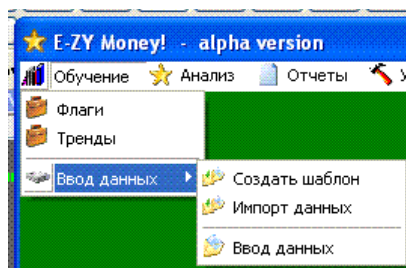 E-ZY Money! - alpha version
Обучение Анализ Отчеты
Флаги
Тренды
Ввод данных
Создать шаблон
Импорт данных
Ввод данных